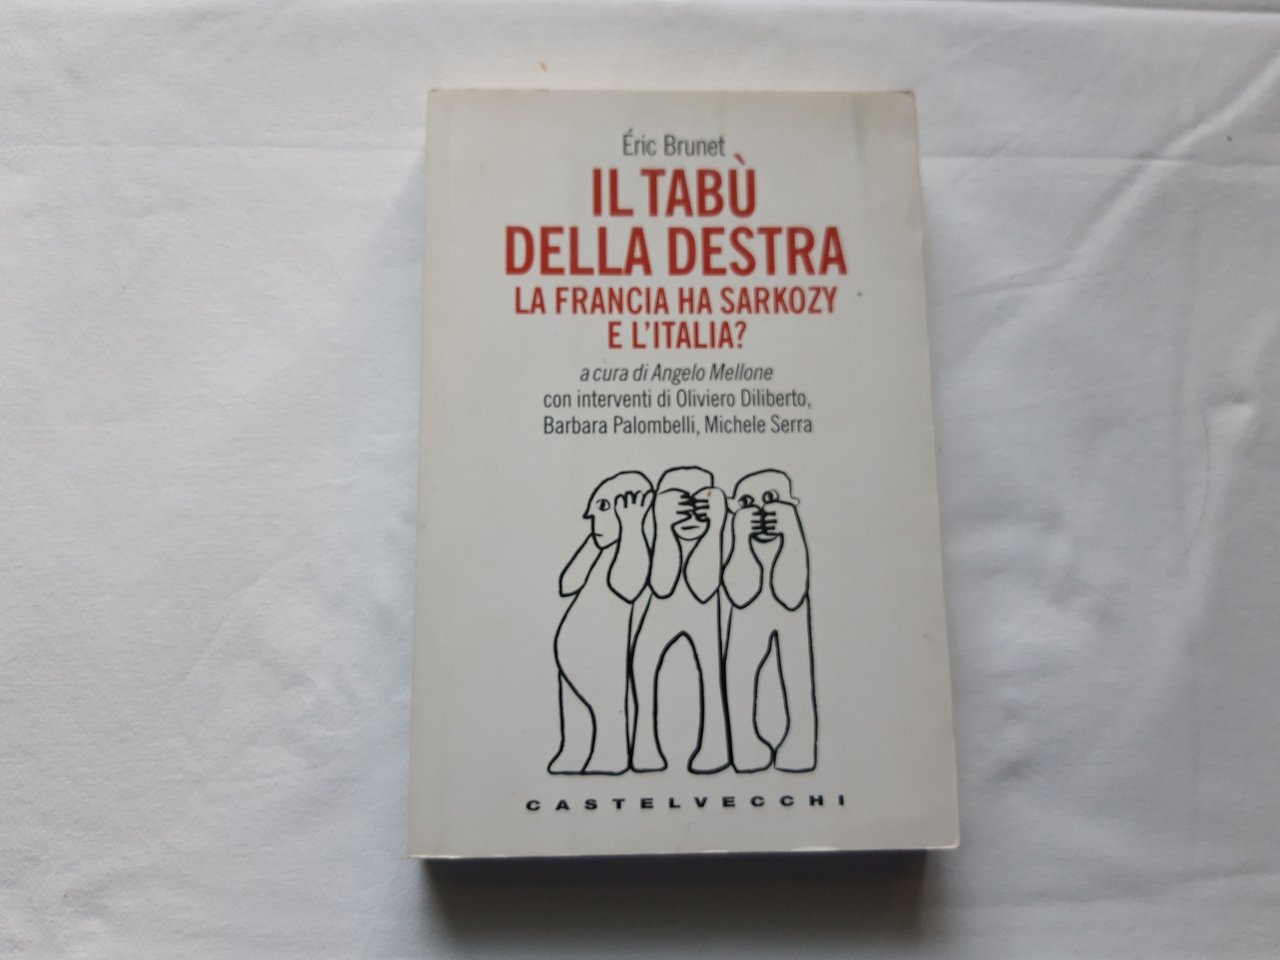 Éric Brunet
IL TABÙ
DELLA DESTRA
LA FRANCIA HA SARKOZY
E L'ITALIA?
a cura di Angelo Mellone
con interventi di Oliviero Diliberto,
Barbara Palombelli, Michele Serra
CASTELVECCHI